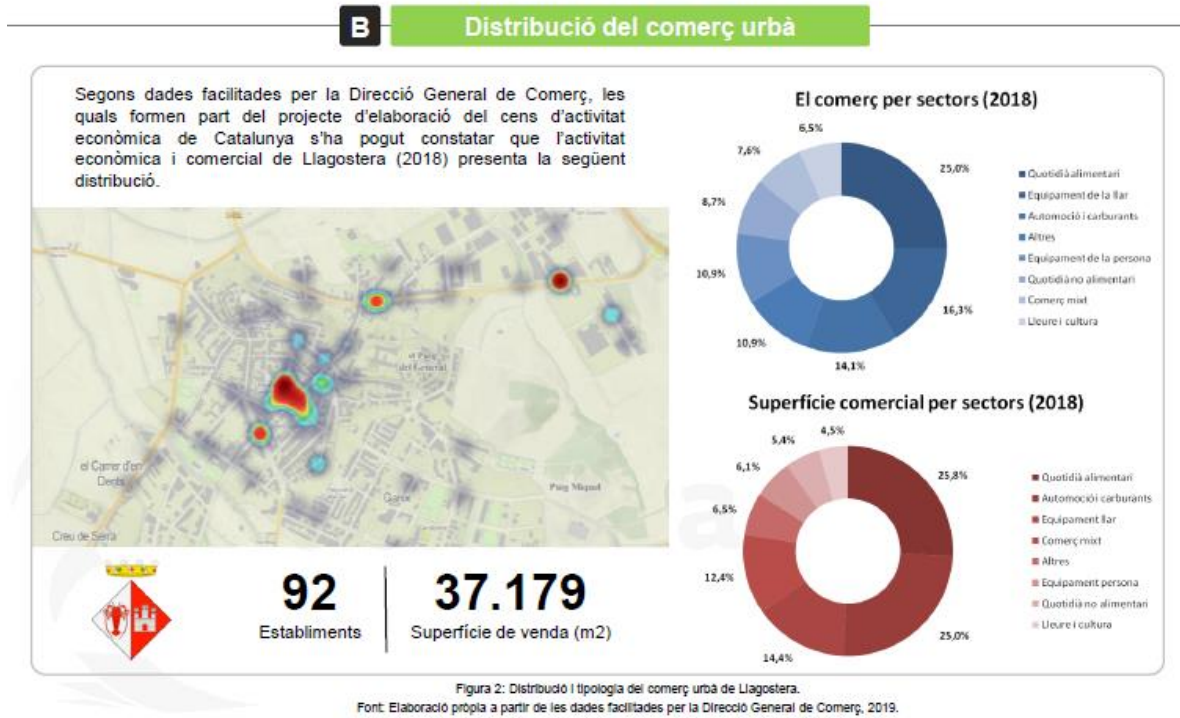 B
Distribució del comerç urbà
Segons dades facilitades per la Direcció General de Comerç, les
quals formen part del projecte d'elaboració del cens d'activitat
econòmica de Catalunya s'ha pogut constatar que l'activitat
econòmica i comercial de Llagostera (2018) presenta la següent
distribució.
el Puig
del General
el Carrer d'en
Dents
Creu de Serra
Ganix
Puig Miquel
92
Establiments
37.179
Superfície de venda (m2)
El comerç per sectors (2018)
6,5%
7,6%
8,7%
10,9%
10,9%
14,1%
16,3%
25,0%
Quotidià alimentari
Equipament de la llar
Automoció i carburants
Altres
Equipament de la persona
Quotidià no alimentari
Comerç mixt
Lleure i cultura
Superfície comercial per sectors (2018)
4,5%
5,4%
6,1%
6,5%
12,4%
14,4%
25,0%
25,8%
Quotidià alimentari
Automoció i carburants
Equipament llar
Comerç mixt
Altres
Equipament persona
Quotidià no alimentari
Lleure i cultura
Figura 2: Distribució i tipologia del comerç urbà de Llagostera.
Font: Elaboració pròpia a partir de les dades facilitades per la Direcció General de Comerç, 2019.